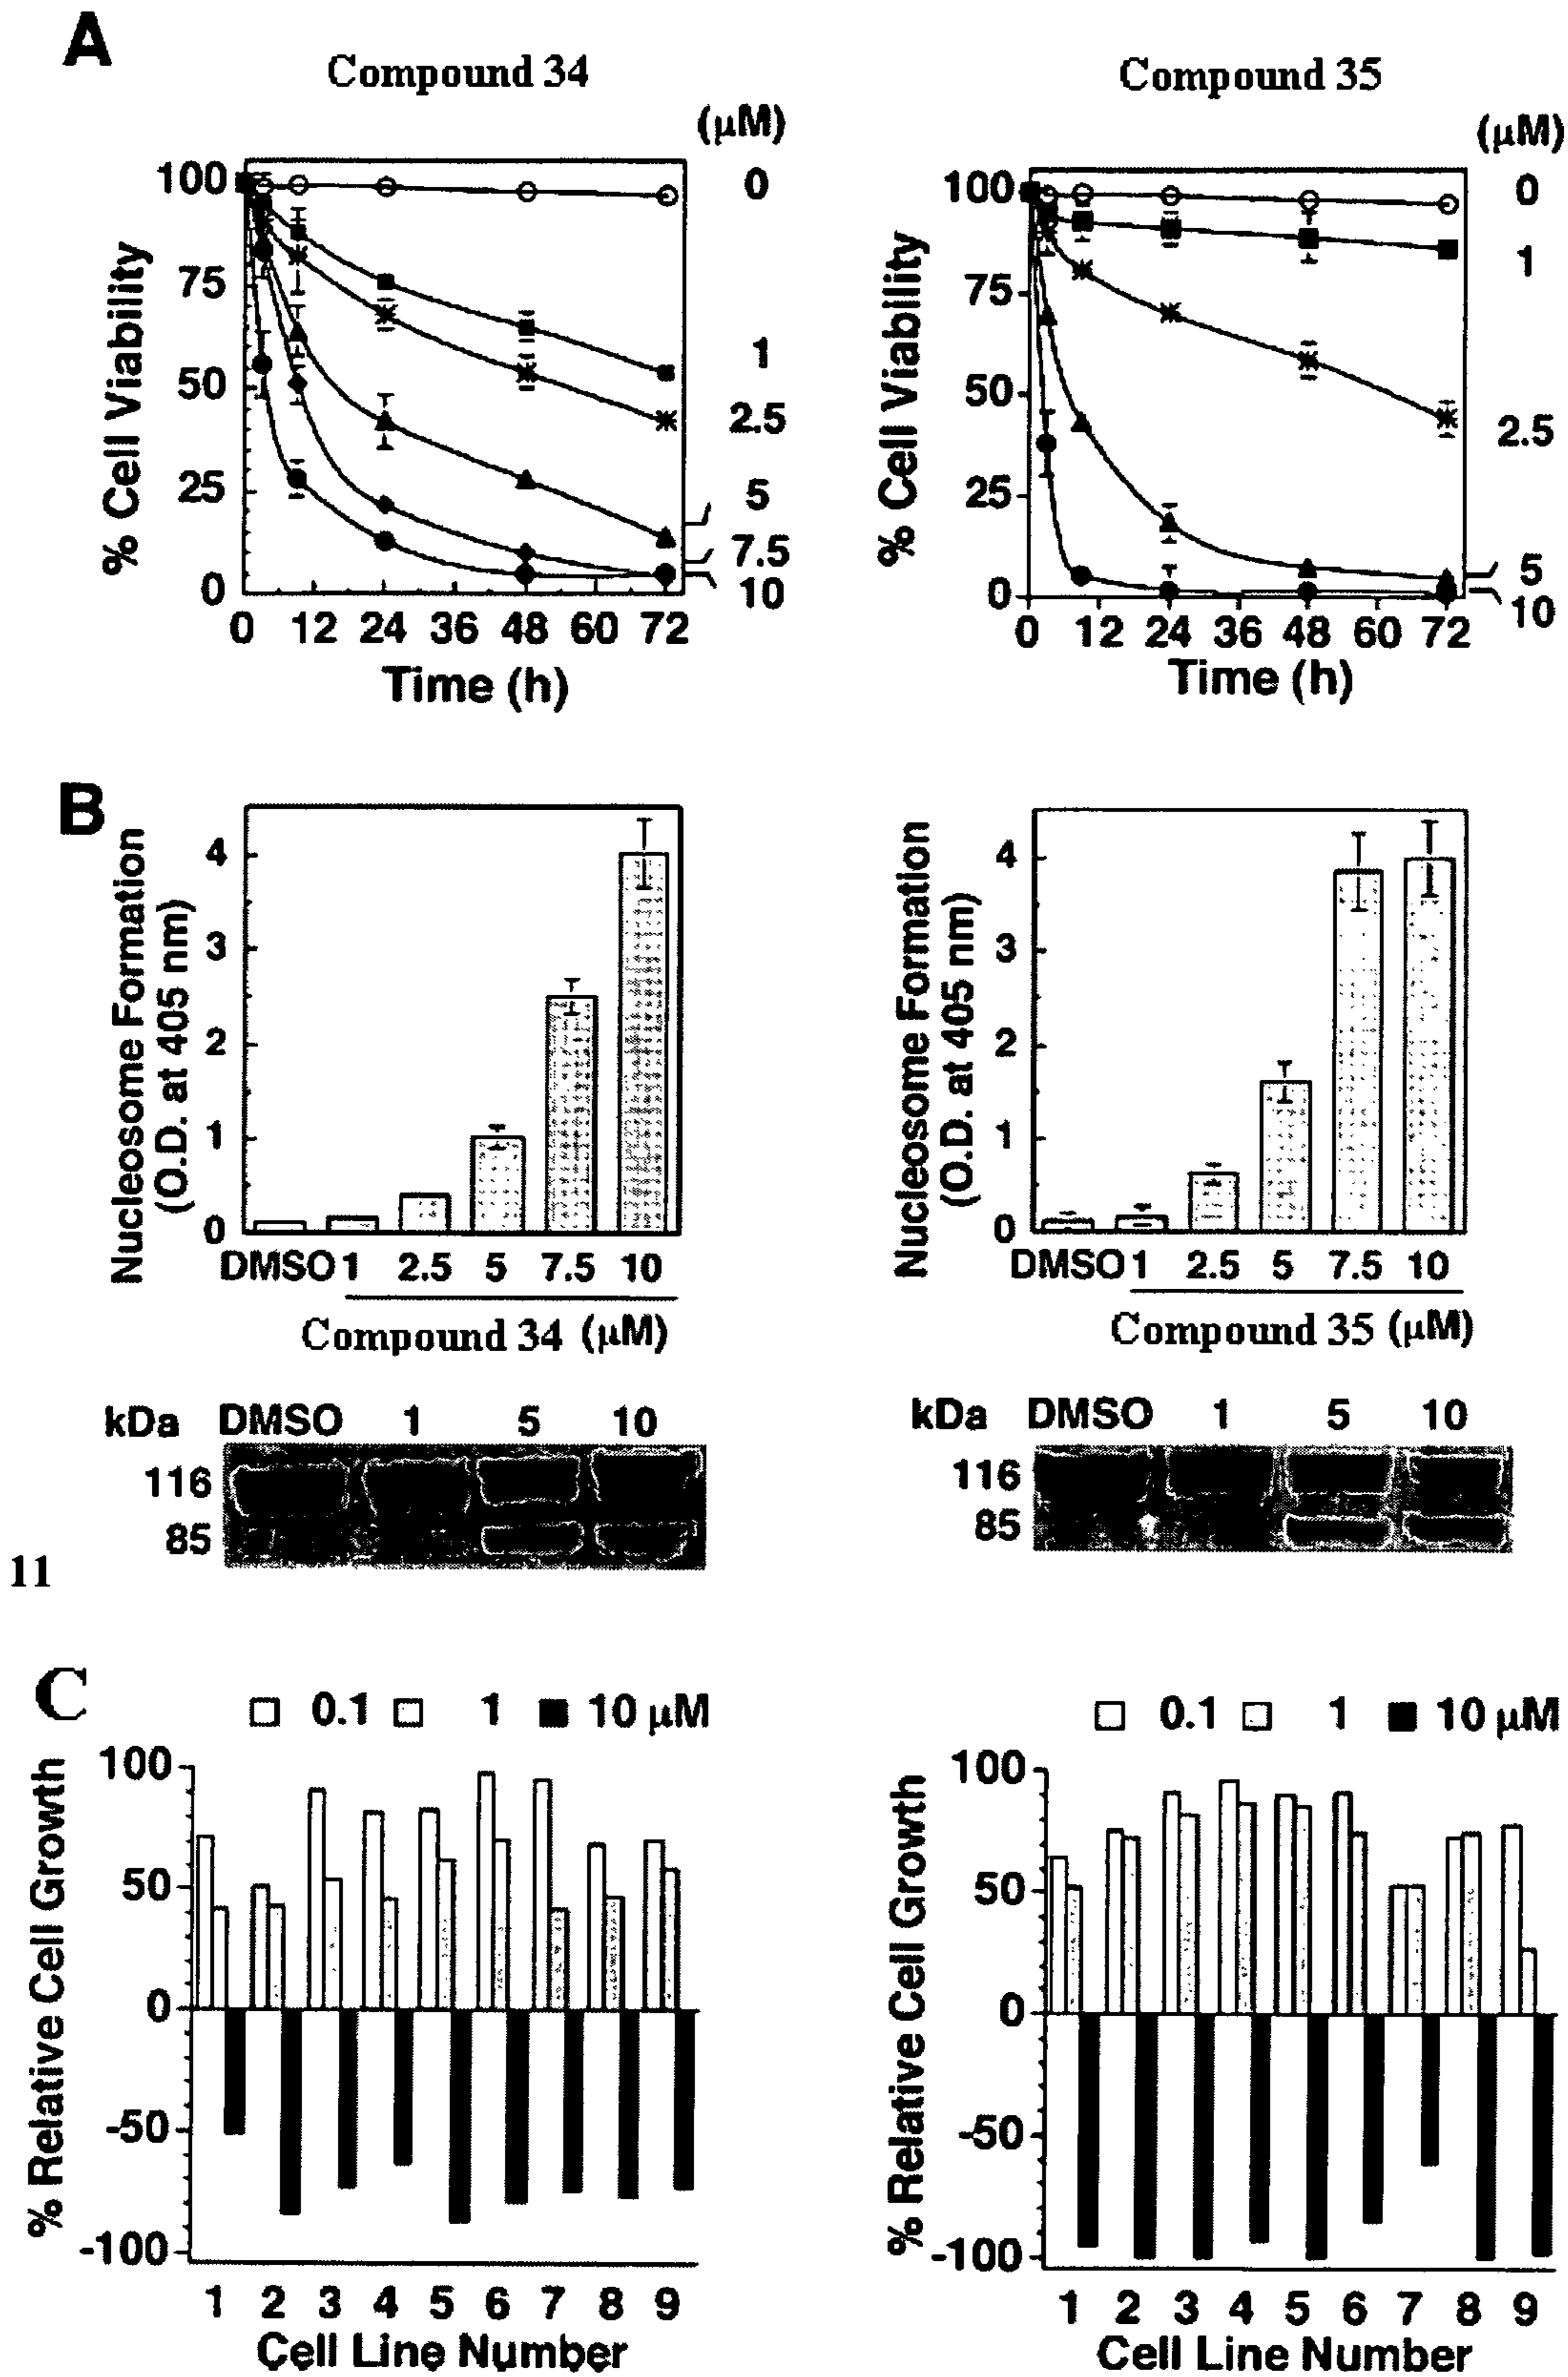 A
Compound 34
Compound 35
(μM)
(μM)
100
75
50
25
0
% Cell Viability
0
1
2.5
5
7.5
10
0 12 24 36 48 60 72
Time (h)
100
75
50
25
0
% Cell Viability
0
1
2.5
5
10
0 12 24 36 48 60 72
Time (h)
B
Nucleosome Formation
(O.D. at 405 nm)
4
3
2
1
0
DMSO 1 2.5 5 7.5 10
Compound 34 (μM)
Nucleosome Formation
(O.D. at 405 nm)
4
3
2
1
0
DMSO 1 2.5 5 7.5 10
Compound 35 (μM)
kDa DMSO 1 5 10
116
85
kDa DMSO 1 5 10
116
85
11
C
0.1 1 10 μM
% Relative Cell Growth
100
50
0
-50
-100
1 2 3 4 5 6 7 8 9
Cell Line Number
0.1 1 10 μM
% Relative Cell Growth
100
50
0
-50
-100
1 2 3 4 5 6 7 8 9
Cell Line Number